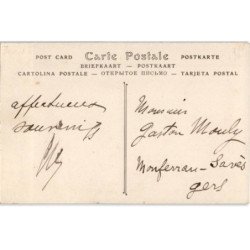 POST CARD Carte Postale POSTKARTE
BRIEFKAART — POSTKAART
CARTOLINA POSTALE — ОТКРЫТОЕ ПИСЬМО — TARJETA POSTAL
affectueux
souvenirs
Monsieur
Gaston Mouly
Monferran-Savès
Gers